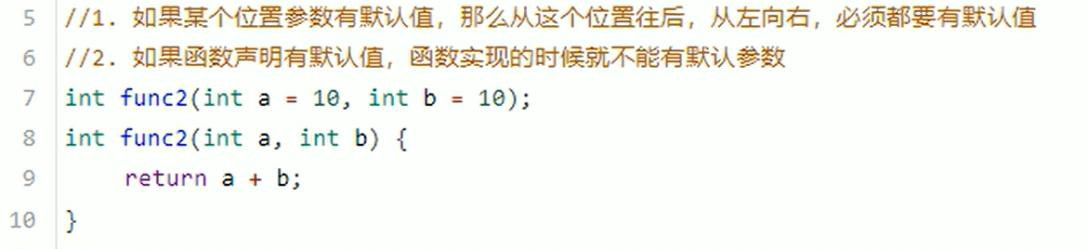 5 //1. 如果某个位置参数有默认值，那么从这个位置往后，从左向右，必须都要有默认值
6 //2. 如果函数声明有默认值，函数实现的时候就不能有默认参数
7 int func2(int a = 10, int b = 10);
8 int func2(int a, int b) {
9     return a + b;
10 }